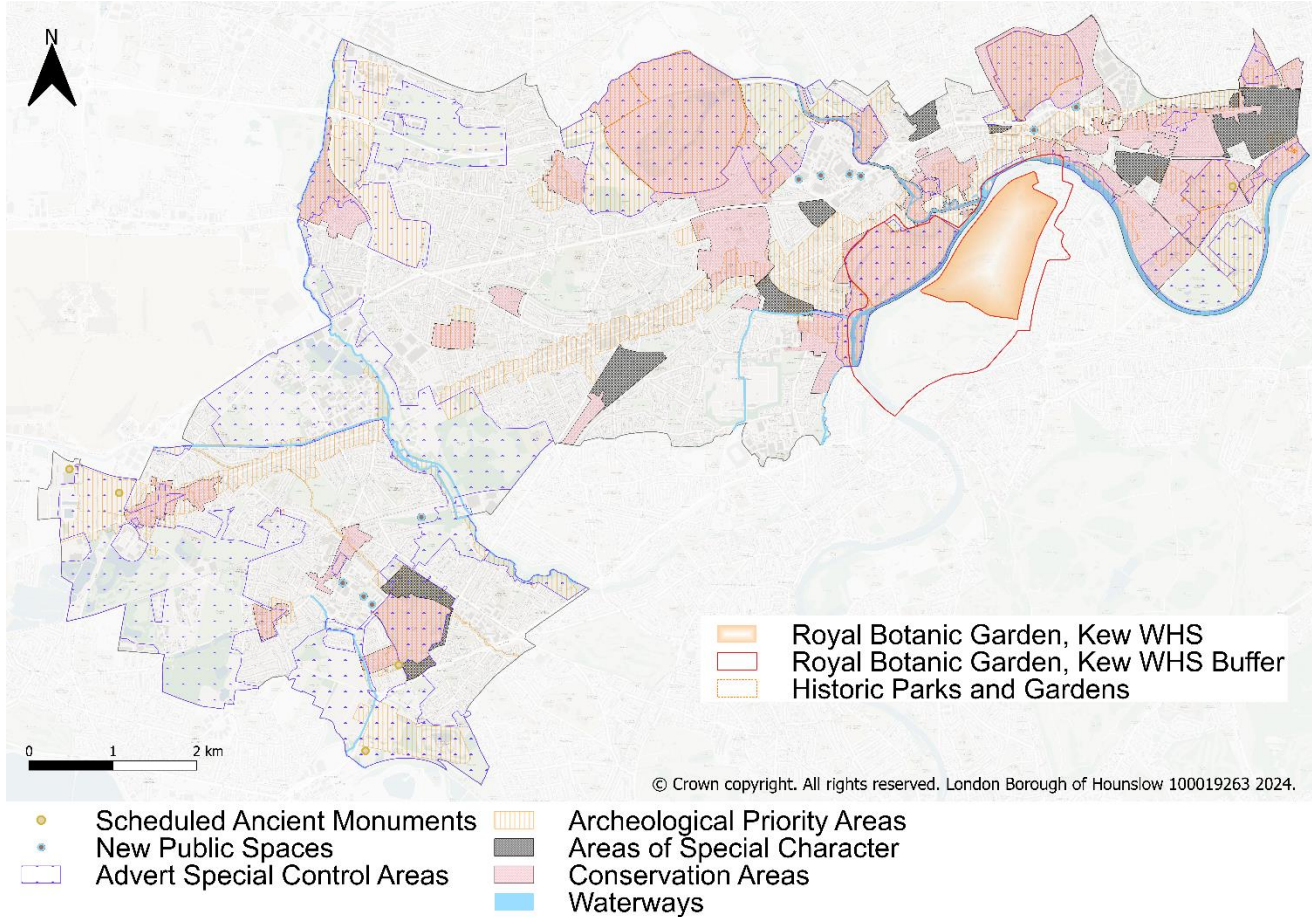 N
Royal Botanic Garden, Kew WHS
Royal Botanic Garden, Kew WHS Buffer
Historic Parks and Gardens
0 1 2 km
© Crown copyright. All rights reserved. London Borough of Hounslow 100019263 2024.
Scheduled Ancient Monuments
New Public Spaces
Advert Special Control Areas
Archeological Priority Areas
Areas of Special Character
Conservation Areas
Waterways